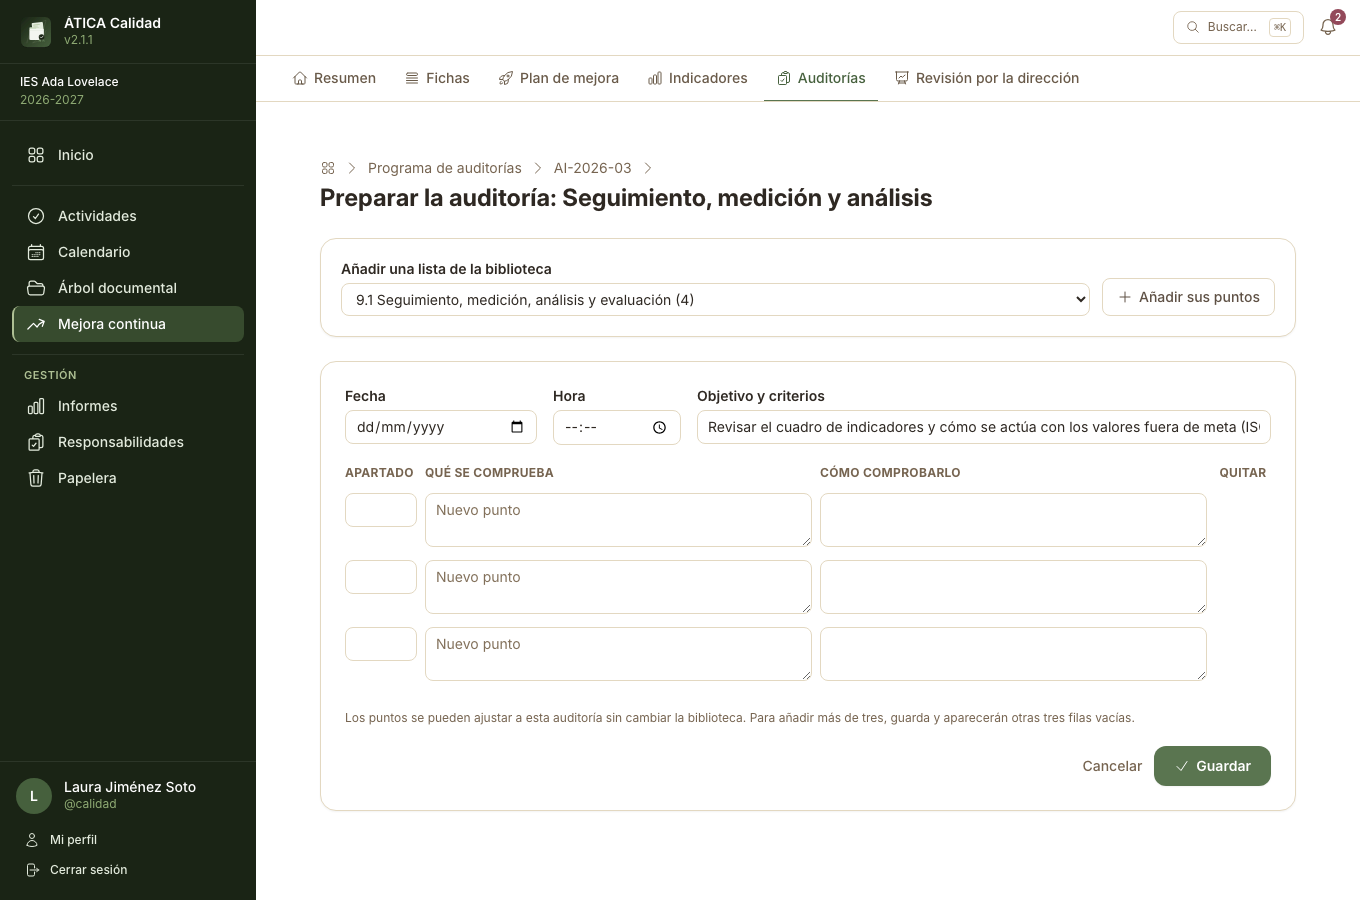 ÁTICA Calidad
v2.1.1
IES Ada Lovelace
2026-2027
Inicio
Actividades
Calendario
Árbol documental
Mejora continua
GESTIÓN
Informes
Responsabilidades
Papelera
Laura Jiménez Soto
L
@calidad
Mi perfil
Cerrar sesión
Buscar...
⌘K
2
Resumen
Fichas
Plan de mejora
Indicadores
Auditorías
Revisión por la dirección
Programa de auditorías
AI-2026-03
Preparar la auditoría: Seguimiento, medición y análisis
Añadir una lista de la biblioteca
9.1 Seguimiento, medición, análisis y evaluación (4)
Añadir sus puntos
Fecha
Hora
Objetivo y criterios
dd/mm/yyyy
--:--
Revisar el cuadro de indicadores y cómo se actúa con los valores fuera de meta (IS
APARTADO
QUÉ SE COMPRUEBA
CÓMO COMPROBARLO
QUITAR
Nuevo punto
Nuevo punto
Nuevo punto
Los puntos se pueden ajustar a esta auditoría sin cambiar la biblioteca. Para añadir más de tres, guarda y aparecerán otras tres filas vacías.
Cancelar
Guardar